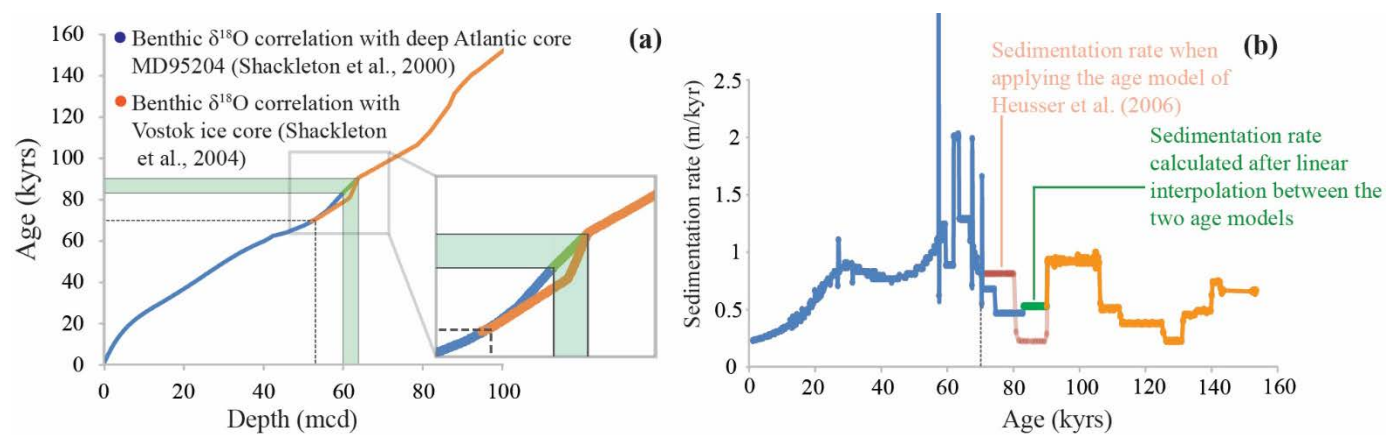 (a)
Benthic δ¹⁸O correlation with deep Atlantic core
MD95204 (Shackleton et al., 2000)
Benthic δ¹⁸O correlation with
Vostok ice core (Shackleton
et al., 2004)
Age (kyrs)
160
140
120
100
80
60
40
20
0
0 20 40 60 80 100
Depth (mcd)
(b)
Sedimentation rate when
applying the age model of
Heusser et al. (2006)
Sedimentation rate
calculated after linear
interpolation between the
two age models
Sedimentation rate (m/kyr)
2.5
2
1.5
1
0.5
0
0 20 40 60 80 100 120 140 160
Age (kyrs)